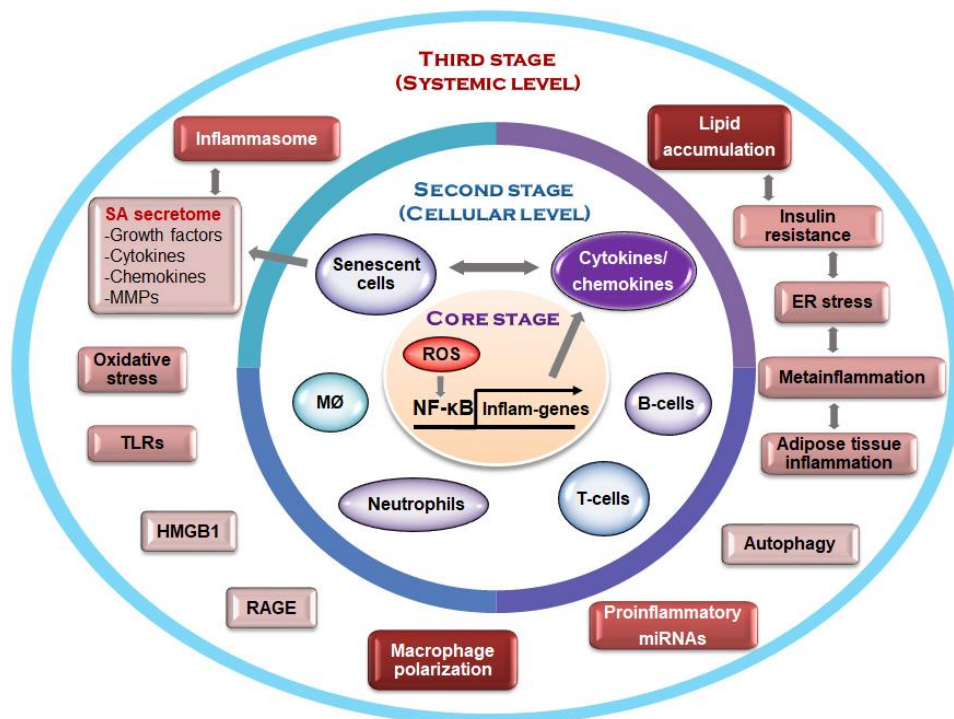 THIRD STAGE
(SYSTEMIC LEVEL)
Inflammasome
SA secretome
-Growth factors
-Cytokines
-Chemokines
-MMPs
Oxidative
stress
TLRs
HMGB1
RAGE
Macrophage
polarization
Proinflammatory
miRNAs
Autophagy
Lipid
accumulation
Insulin
resistance
ER stress
Metainflammation
Adipose tissue
inflammation
SECOND STAGE
(CELLULAR LEVEL)
Senescent
cells
Cytokines/
chemokines
MØ
B-cells
Neutrophils
T-cells
CORE STAGE
ROS
NF-κB
Inflam-genes